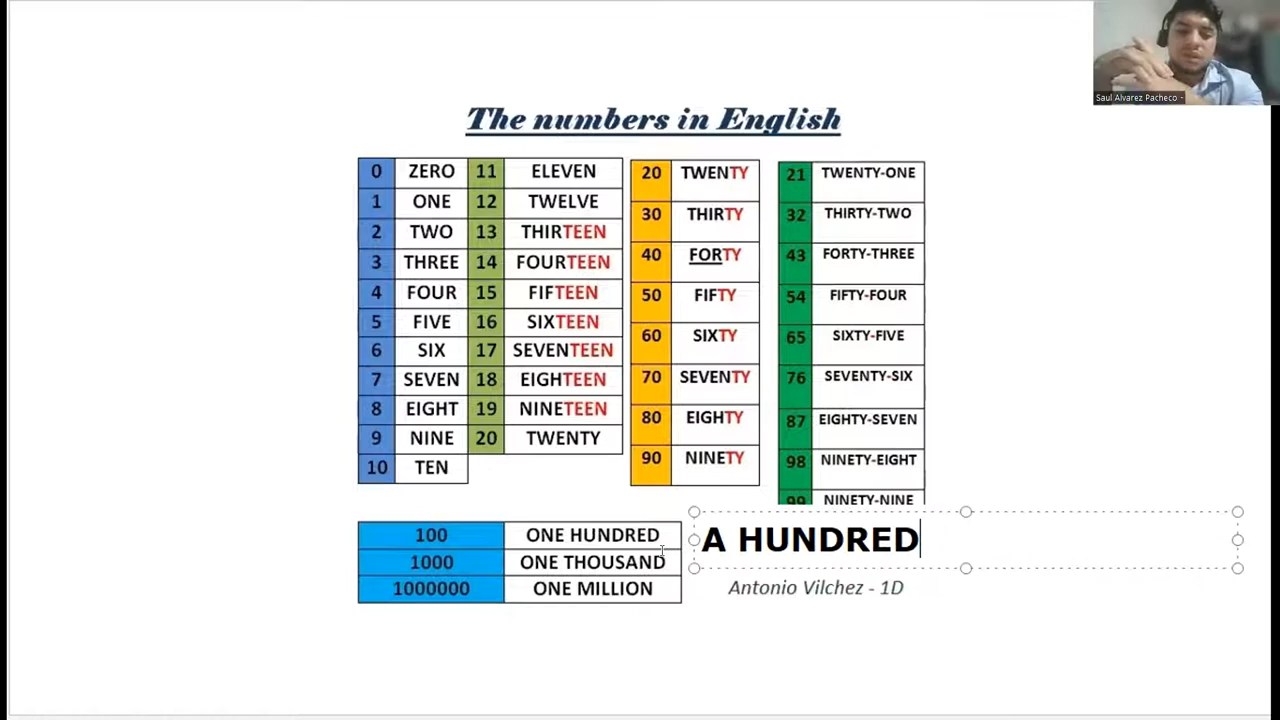 Saul Alvarez Pacheco -
The numbers in English
0 ZERO 11 ELEVEN 20 TWENTY 21 TWENTY-ONE
1 ONE 12 TWELVE 30 THIRTY 32 THIRTY-TWO
2 TWO 13 THIRTEEN
3 THREE 14 FOURTEEN 40 FORTY 43 FORTY-THREE
4 FOUR 15 FIFTEEN 50 FIFTY 54 FIFTY-FOUR
5 FIVE 16 SIXTEEN 60 SIXTY 65 SIXTY-FIVE
6 SIX 17 SEVENTEEN
7 SEVEN 18 EIGHTEEN 70 SEVENTY 76 SEVENTY-SIX
8 EIGHT 19 NINETEEN 80 EIGHTY 87 EIGHTY-SEVEN
9 NINE 20 TWENTY 90 NINETY 98 NINETY-EIGHT
10 TEN
99 NINETY-NINE
100 ONE HUNDRED A HUNDRED
1000 ONE THOUSAND
1000000 ONE MILLION Antonio Vilchez - 1D